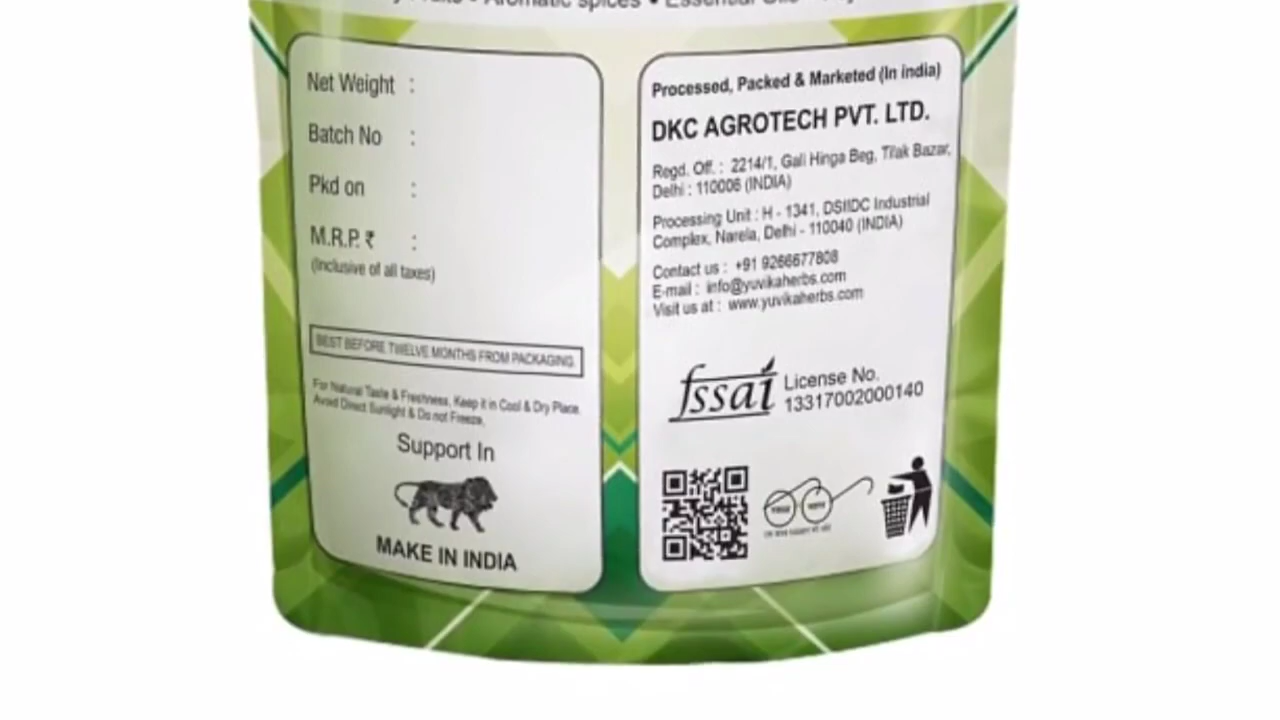 Aromatic spices • Essential Oils
Net Weight :
Batch No :
Pkd on :
M.R.P. ₹ :
(Inclusive of all taxes)
BEST BEFORE TWELVE MONTHS FROM PACKAGING.
For Natural Taste & Freshness, Keep it in Cool & Dry Place.
Avoid Direct Sunlight & Do not Freeze.
Support In
MAKE IN INDIA
Processed, Packed & Marketed (In india)
DKC AGROTECH PVT. LTD.
Regd. Off. : 2214/1, Gali Hinga Beg, Tilak Bazar,
Delhi : 110006 (INDIA)
Processing Unit : H - 1341, DSIIDC Industrial
Complex, Narela, Delhi - 110040 (INDIA)
Contact us : +91 9266677808
E-mail : info@yuvikaherbs.com
Visit us at : www.yuvikaherbs.com
fssai
License No.
13317002000140